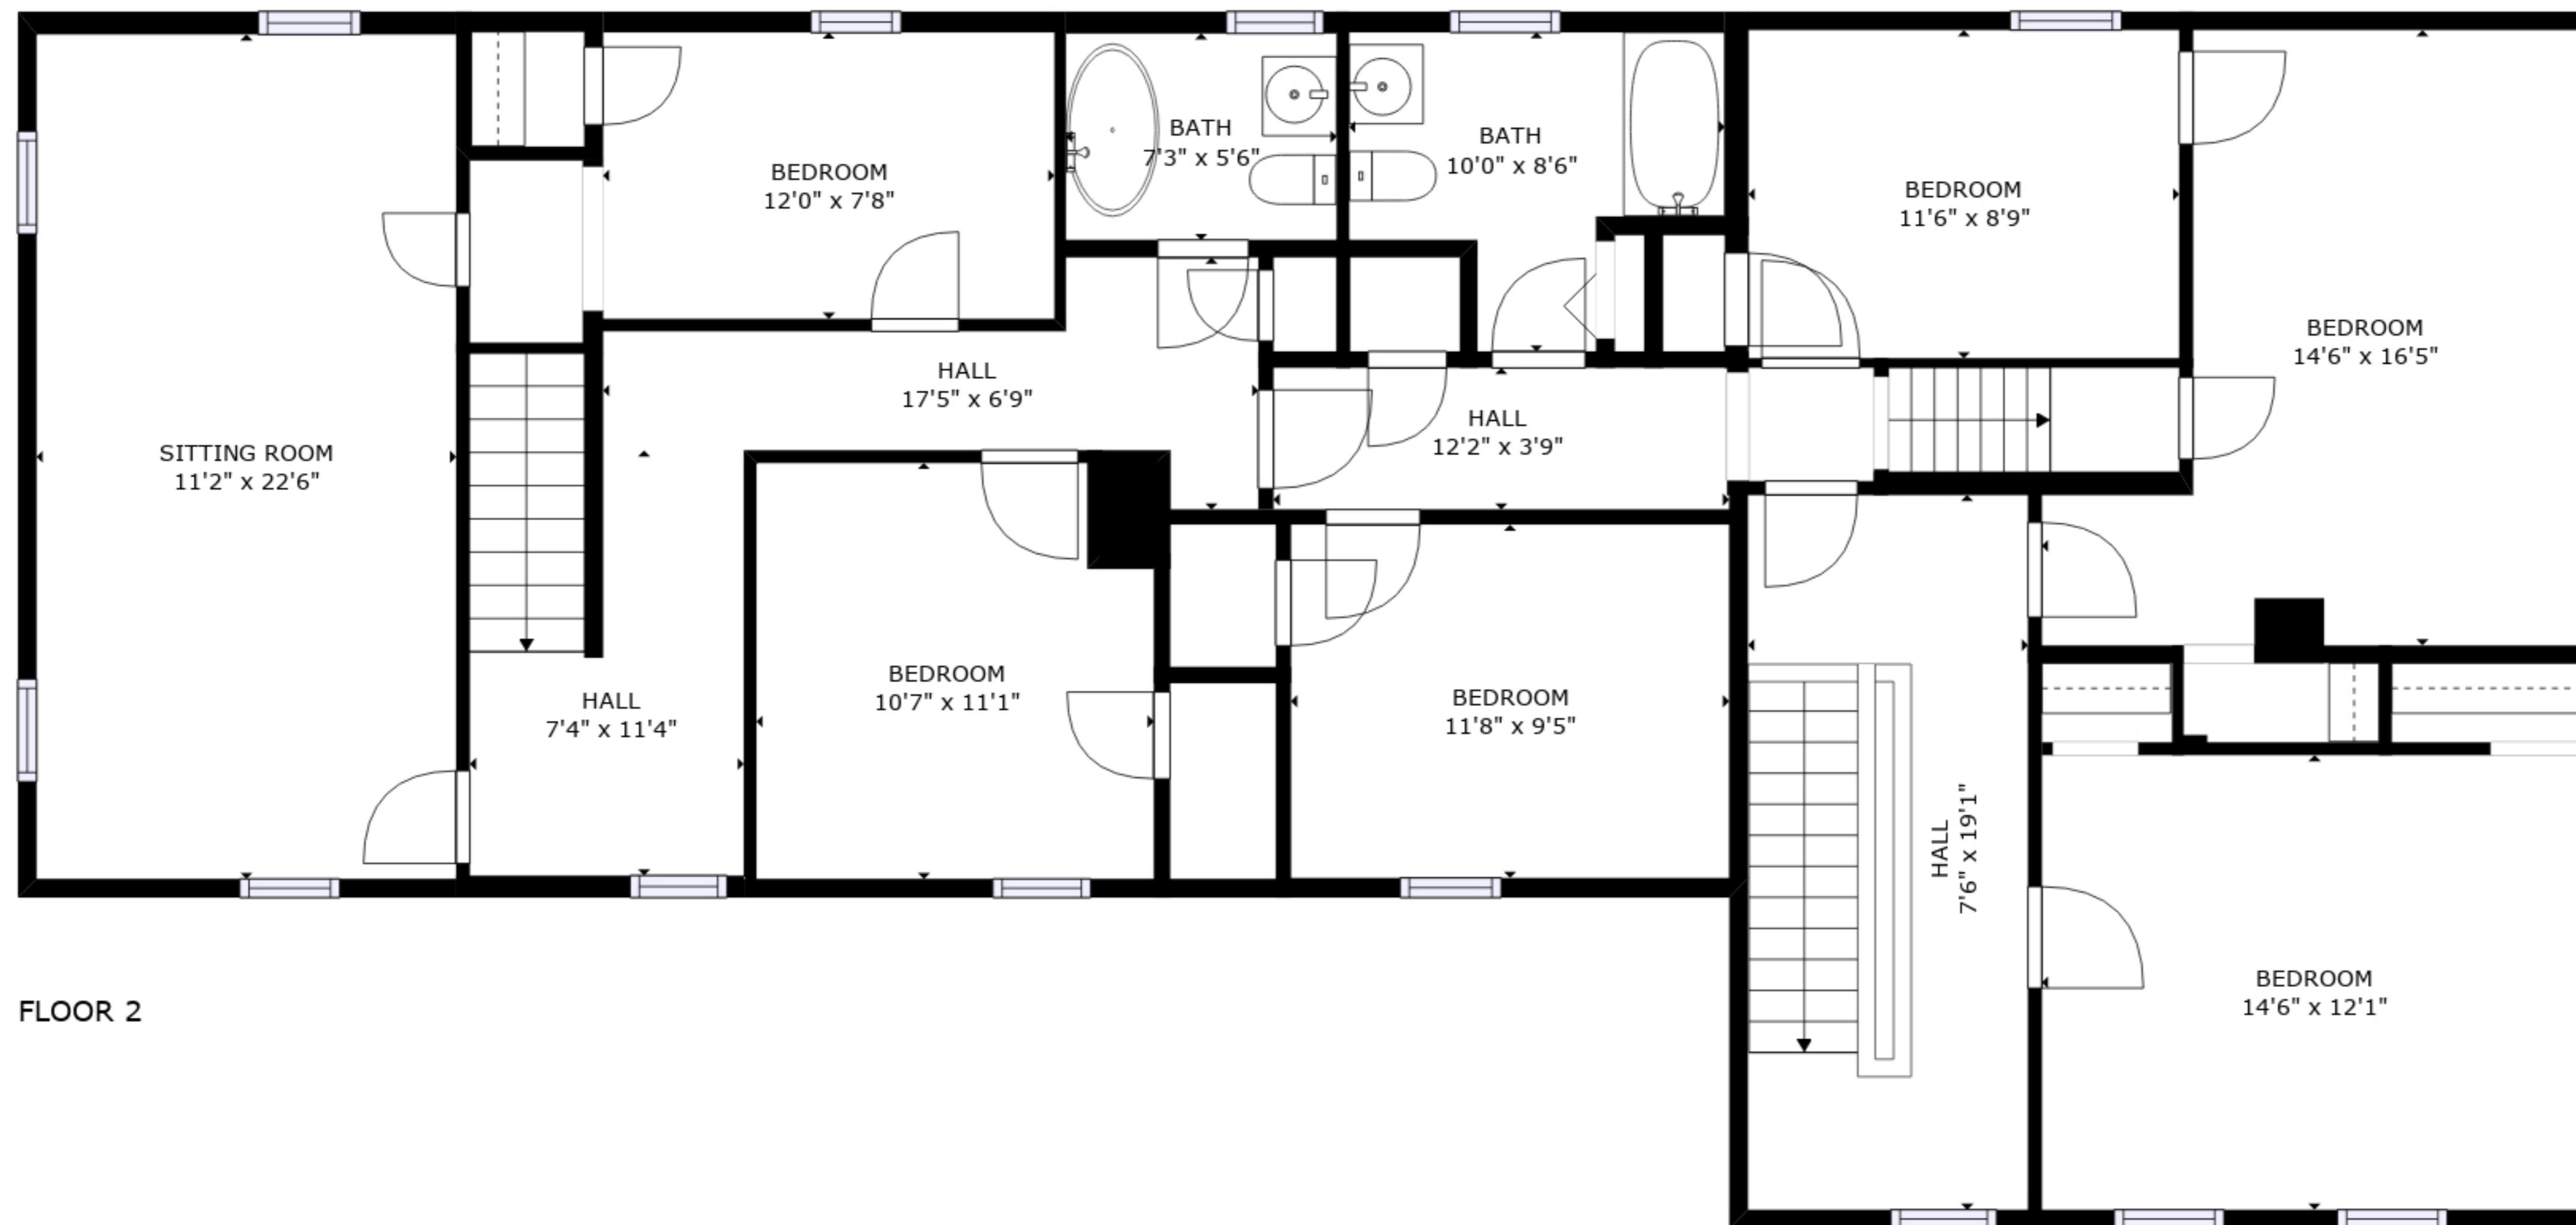 BEDROOM
12'0" x 7'8"
BATH
7'3" x 5'6"
BATH
10'0" x 8'6"
BEDROOM
11'6" x 8'9"
BEDROOM
14'6" x 16'5"
HALL
17'5" x 6'9"
HALL
12'2" x 3'9"
SITTING ROOM
11'2" x 22'6"
HALL
7'4" x 11'4"
BEDROOM
10'7" x 11'1"
BEDROOM
11'8" x 9'5"
HALL
7'6" x 19'1"
BEDROOM
14'6" x 12'1"
FLOOR 2